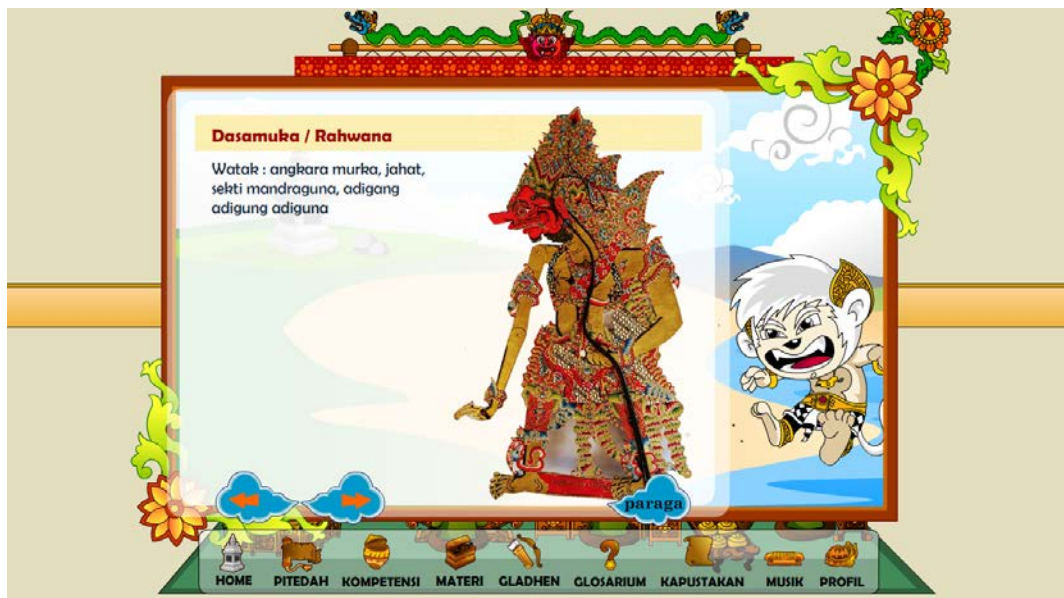 X
Dasamuka / Rahwana
Watak : angkara murka, jahat,
sekti mandraguna, adigang
adigung adiguna
paraga
HOME PITEDAH KOMPETENSI MATERI GLADHEN GLOSARIUM KAPUSTAKAN MUSIK PROFIL